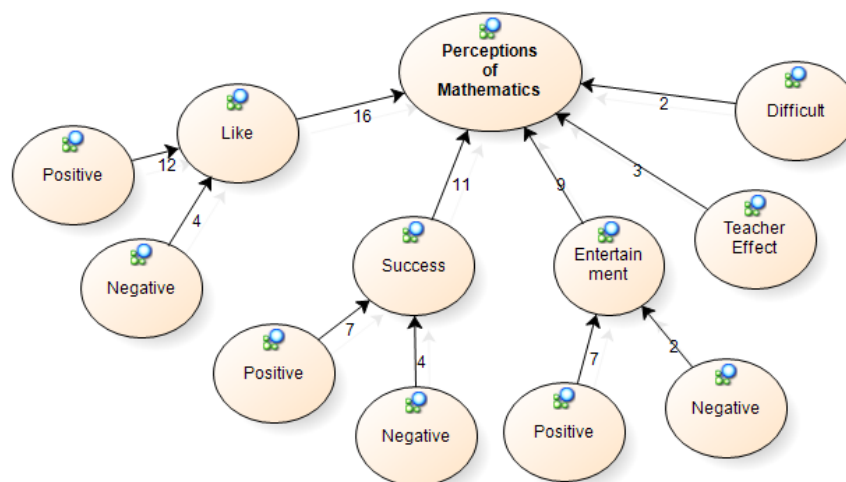 Perceptions
of
Mathematics
2
Difficult
Like
16
Positive
12
4
Negative
11
9
3
Teacher
Effect
Success
Entertain
ment
7
Positive
4
Negative
7
Positive
2
Negative